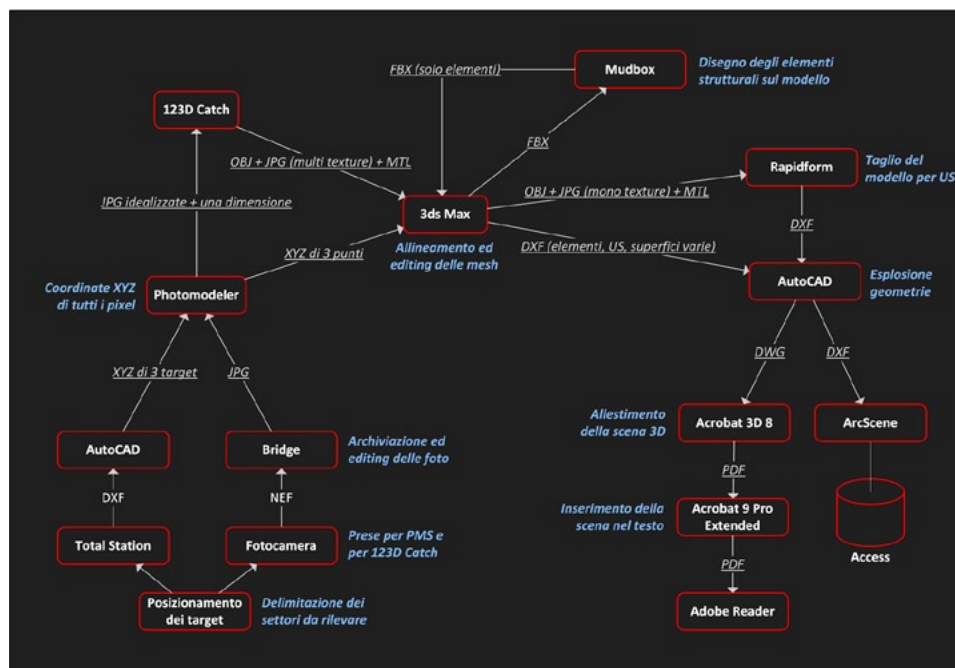 FBX (solo elementi)
Mudbox
Disegno degli elementi
strutturali sul modello
123D Catch
FBX
OBJ + JPG (multi texture) + MTL
Rapidform
Taglio del
modello per US
OBJ + JPG (mono texture) + MTL
JPG idealizzate + una dimensione
3ds Max
DXF
XYZ di 3 punti
Allineamento ed
editing delle mesh
DXF (elementi, US, superfici varie)
Coordinate XYZ
di tutti i pixel
Photomodeler
AutoCAD
Esplosione
geometrie
DWG
DXF
XYZ di 3 target
JPG
Allestimento
della scena 3D
Acrobat 3D 8
ArcScene
AutoCAD
Bridge
Archiviazione ed
editing delle foto
PDF
DXF
NEF
Inserimento della
scena nel testo
Acrobat 9 Pro
Extended
Total Station
Fotocamera
Prese per PMS e
per 123D Catch
Access
PDF
Posizionamento
dei target
Delimitazione dei
settori da rilevare
Adobe Reader